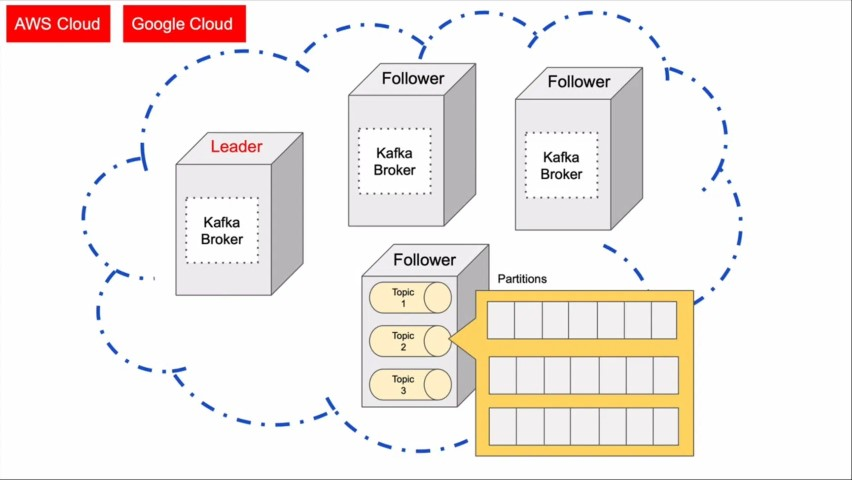 AWS Cloud
Google Cloud
Follower
Follower
Leader
Kafka
Broker
Kafka
Broker
Kafka
Broker
Follower
Partitions
Topic
1
Topic
2
Topic
3